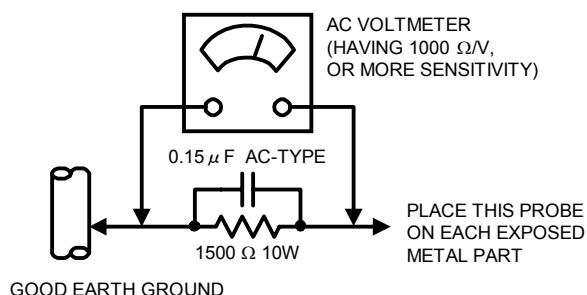 AC VOLTMETER
(HAVING 1000 Ω/V,
OR MORE SENSITIVITY)
0.15 μ F AC-TYPE
1500 Ω 10W
PLACE THIS PROBE
ON EACH EXPOSED
METAL PART
GOOD EARTH GROUND